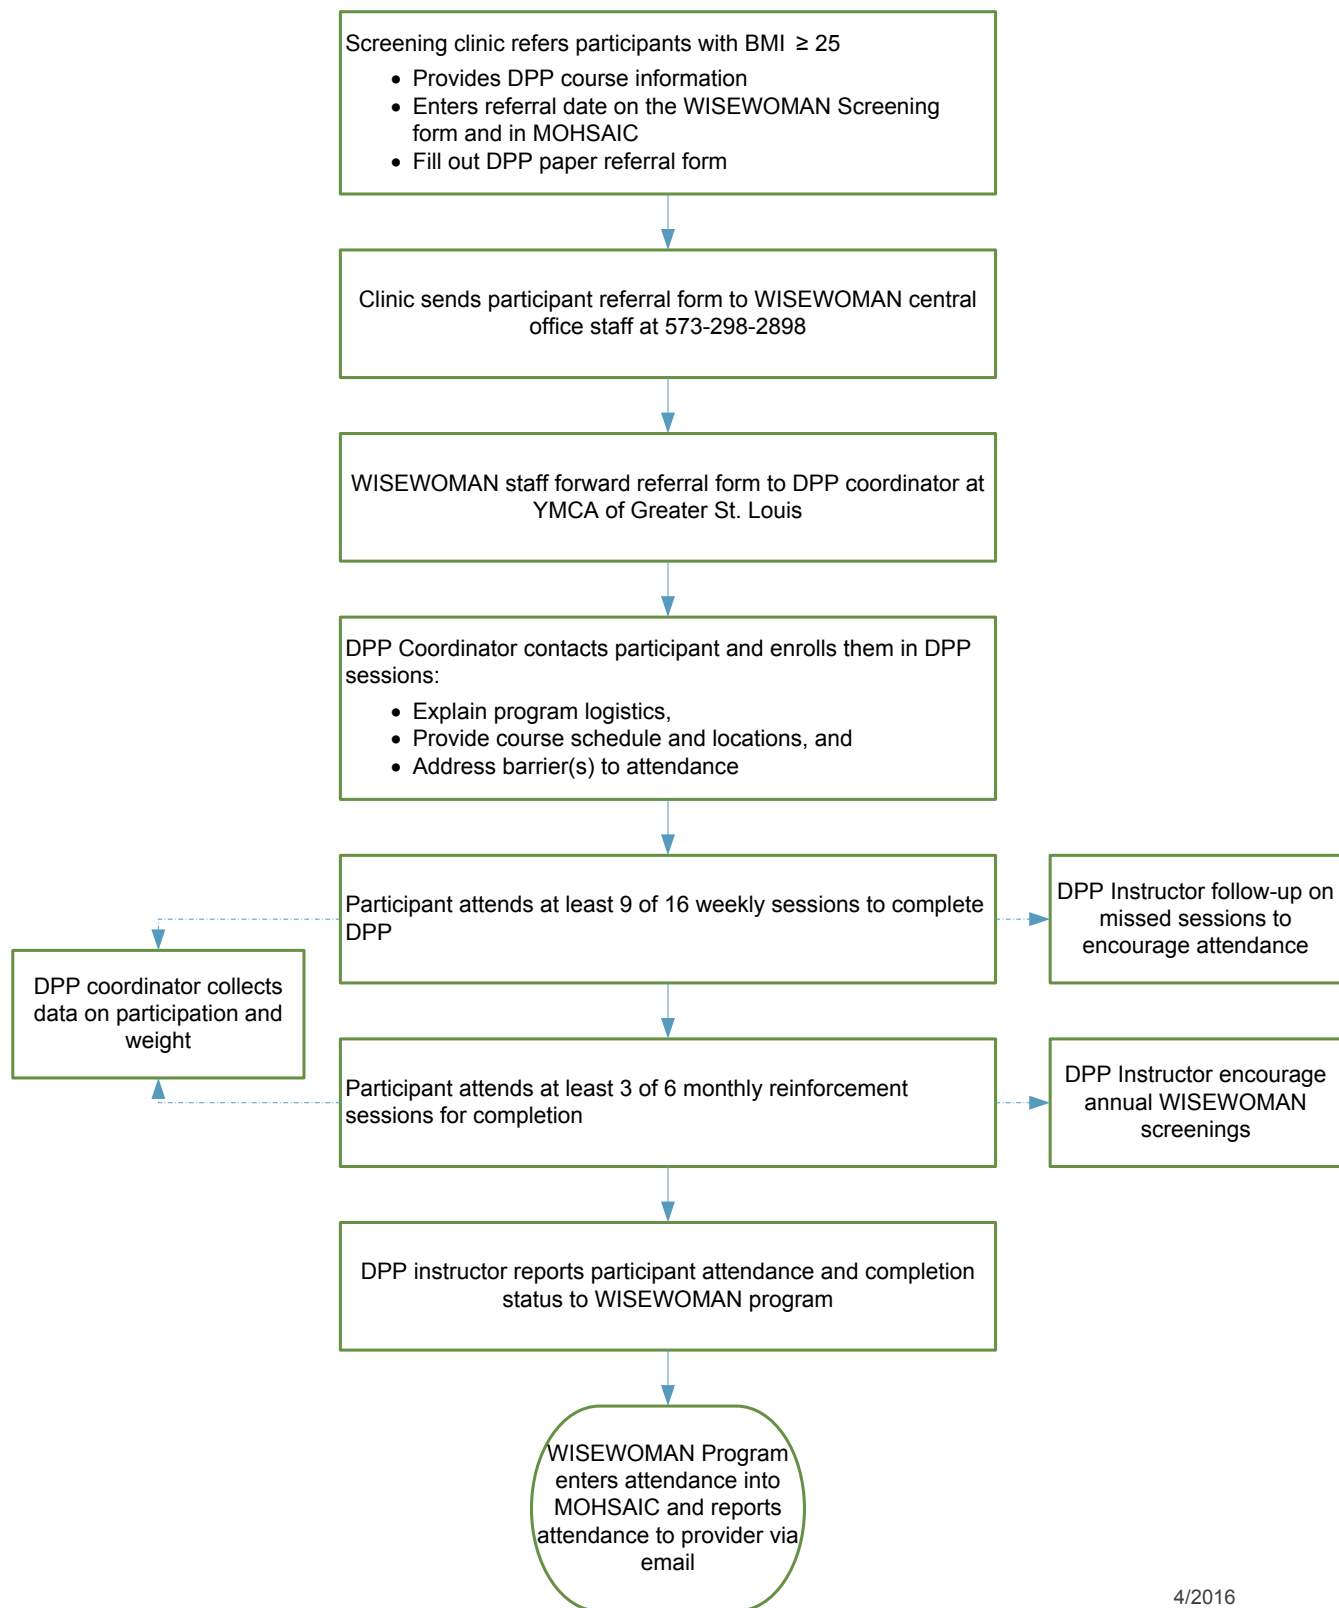 Screening clinic refers participants with BMI ≥ 25
• Provides DPP course information
• Enters referral date on the WISEWOMAN Screening
form and in MOHSAIC
• Fill out DPP paper referral form
Clinic sends participant referral form to WISEWOMAN central
office staff at 573-298-2898
WISEWOMAN staff forward referral form to DPP coordinator at
YMCA of Greater St. Louis
DPP Coordinator contacts participant and enrolls them in DPP
sessions:
• Explain program logistics,
• Provide course schedule and locations, and
• Address barrier(s) to attendance
Participant attends at least 9 of 16 weekly sessions to complete
DPP
DPP Instructor follow-up on
missed sessions to
encourage attendance
DPP coordinator collects
data on participation and
weight
Participant attends at least 3 of 6 monthly reinforcement
sessions for completion
DPP Instructor encourage
annual WISEWOMAN
screenings
DPP instructor reports participant attendance and completion
status to WISEWOMAN program
WISEWOMAN Program
enters attendance into
MOHSAIC and reports
attendance to provider via
email
4/2016